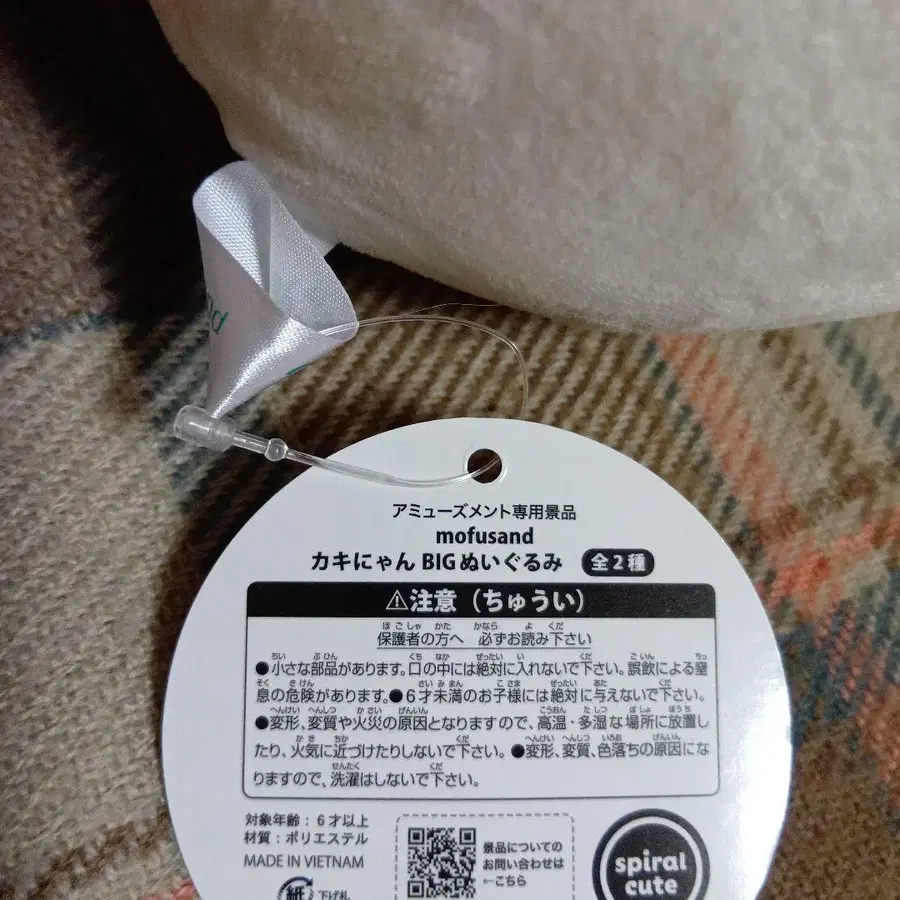 アミューズメント専用景品
mofusand
カキにゃん BIGぬいぐるみ 全2種
⚠注意（ちゅうい）
保護者の方へ 必ずお読み下さい
●小さな部品があります。口の中には絶対に入れないで下さい。誤飲による窒
息の危険があります。●6才未満のお子様には絶対に与えないで下さい。
●変形、変質や火災の原因となりますので、高温・多湿な場所に放置し
たり、火気に近づけたりしないで下さい。●変形、変質、色落ちの原因にな
りますので、洗濯はしないで下さい。
対象年齢：6才以上
材質：ポリエステル
MADE IN VIETNAM
紙 下げ札
景品についての
お問い合わせは
←こちら
spiral
cute